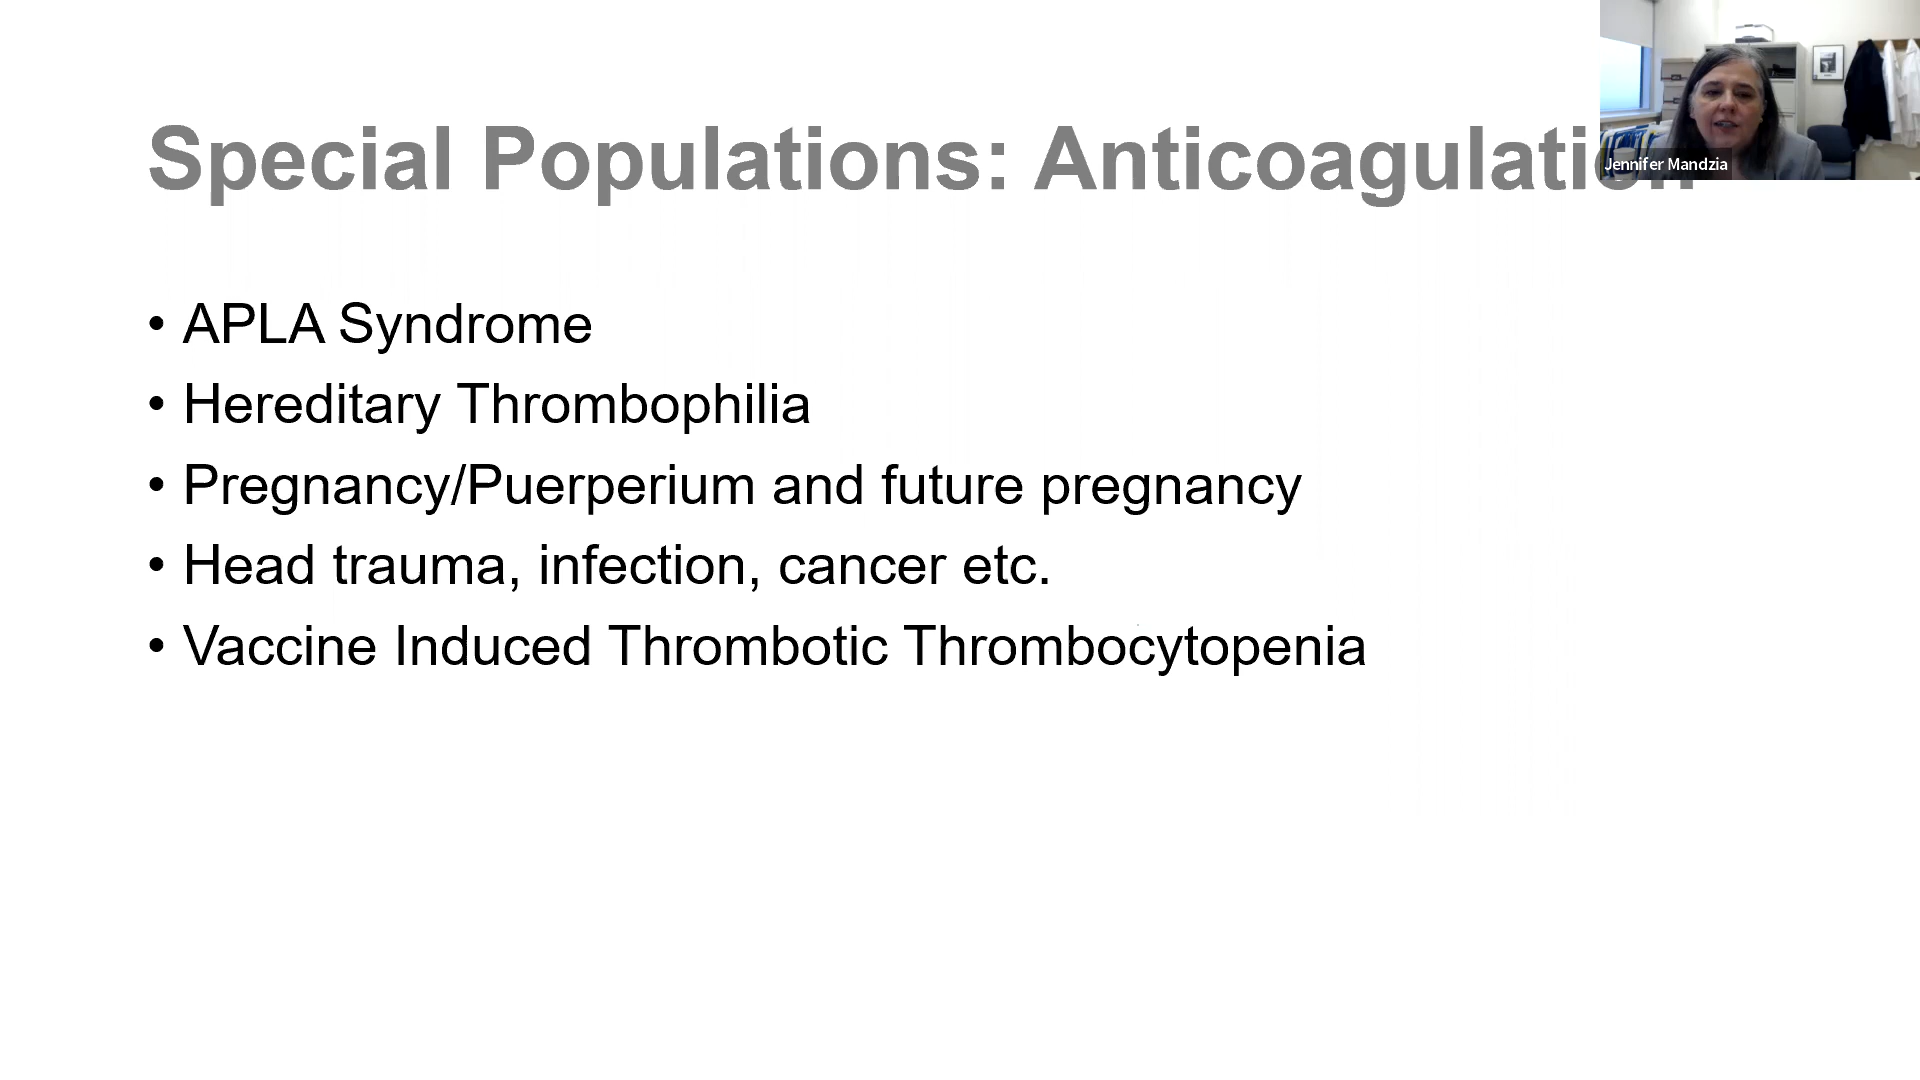 Special Populations: Anticoagulation
Jennifer Mandzia
• APLA Syndrome
• Hereditary Thrombophilia
• Pregnancy/Puerperium and future pregnancy
• Head trauma, infection, cancer etc.
• Vaccine Induced Thrombotic Thrombocytopenia